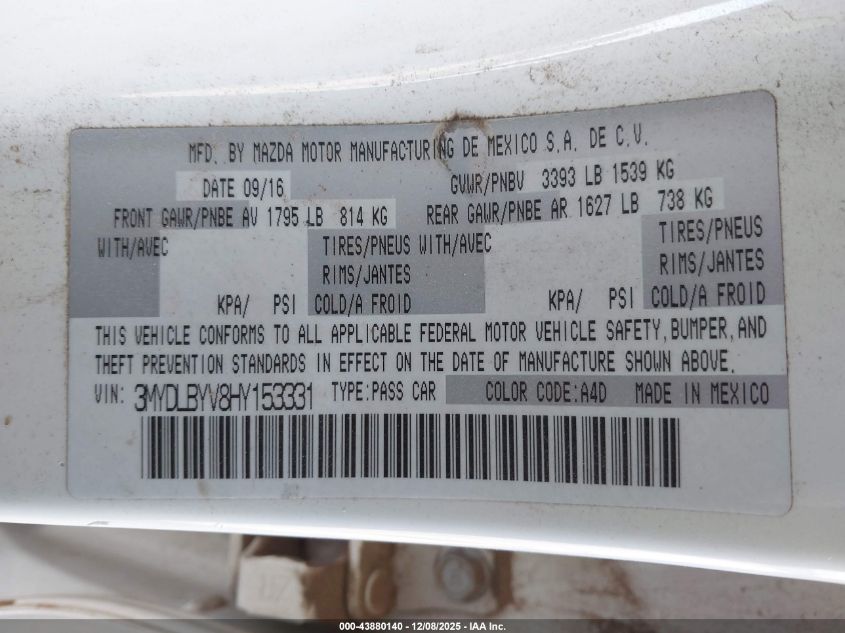 MFD. BY MAZDA MOTOR MANUFACTURING DE MEXICO S.A. DE C.V.
DATE 09/16 GVWR/PNBV 3393 LB 1539 KG
FRONT GAWR/PNBE AV 1795 LB 814 KG REAR GAWR/PNBE AR 1627 LB 738 KG
WITH/AVEC TIRES/PNEUS WITH/AVEC TIRES/PNEUS
RIMS/JANTES RIMS/JANTES
KPA/ PSI COLD/A FROID KPA/ PSI COLD/A FROID
THIS VEHICLE CONFORMS TO ALL APPLICABLE FEDERAL MOTOR VEHICLE SAFETY, BUMPER, AND
THEFT PREVENTION STANDARDS IN EFFECT ON THE DATE OF MANUFACTURE SHOWN ABOVE.
VIN: 3MYDLBYV8HY153331 TYPE:PASS CAR COLOR CODE:A4D MADE IN MEXICO
000-43880140 - 12/08/2025 - IAA Inc.